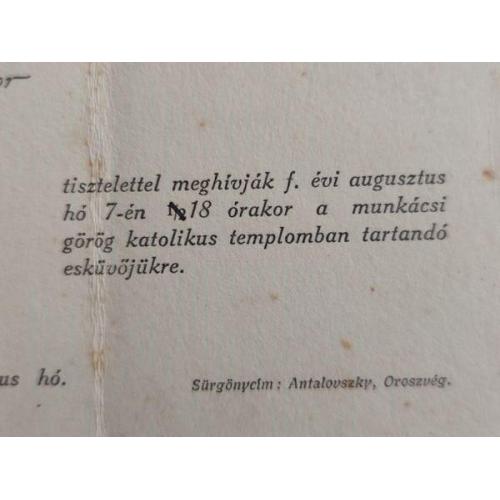 tisztelettel meghívják f. évi augusztus
hó 7-én 18 órakor a munkácsi
görög katolikus templomban tartandó
esküvőjükre.
us hó.
Sürgönycím: Antalovszky, Oroszvég.